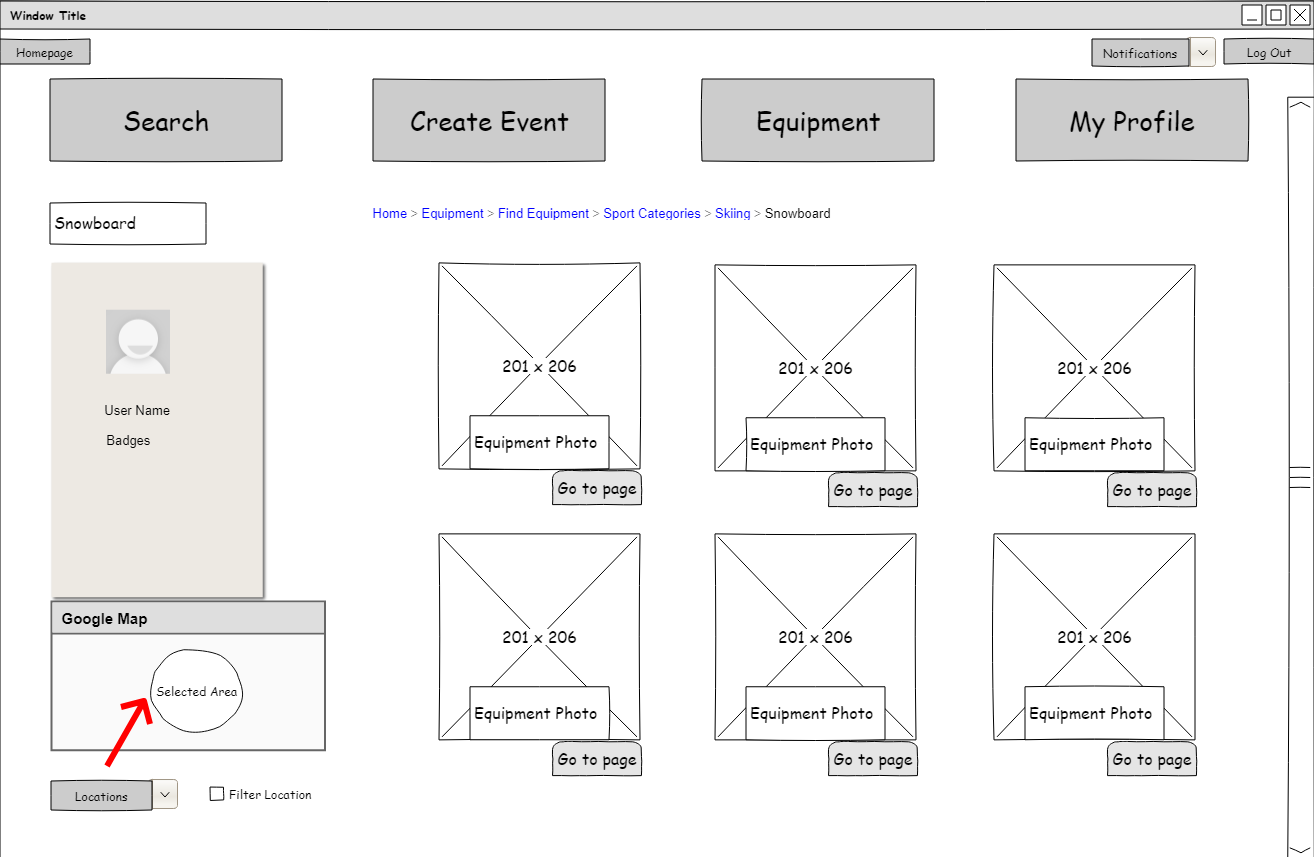 Window Title
Homepage
Notifications
Log Out
Search
Create Event
Equipment
My Profile
Snowboard
Home > Equipment > Find Equipment > Sport Categories > Skiing > Snowboard
User Name
Badges
201 x 206
201 x 206
201 x 206
Equipment Photo
Equipment Photo
Equipment Photo
Go to page
Go to page
Go to page
Google Map
Selected Area
201 x 206
201 x 206
201 x 206
Equipment Photo
Equipment Photo
Equipment Photo
Go to page
Go to page
Go to page
Locations
Filter Location